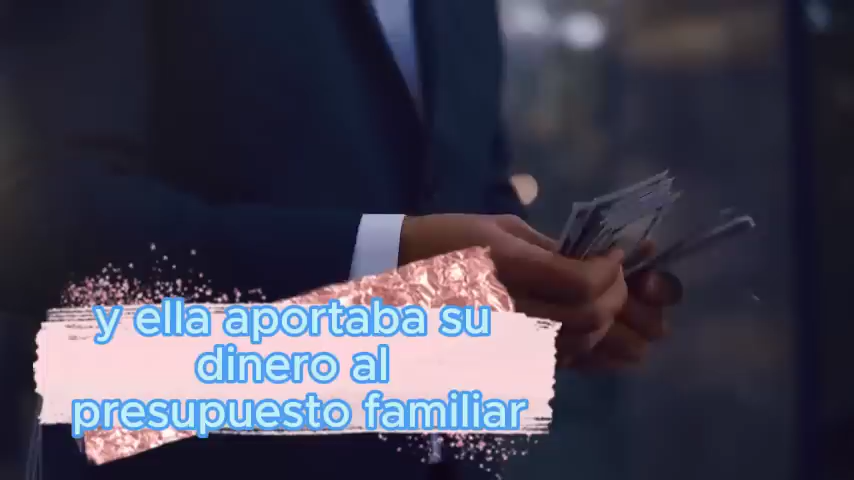 y ella aportaba su
dinero al
presupuesto familiar